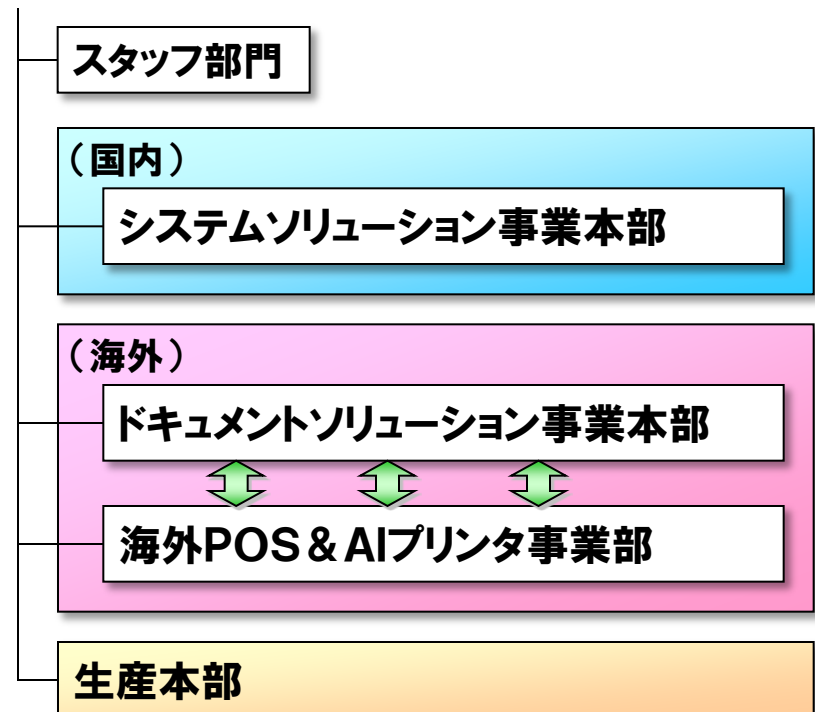 スタッフ部門
（国内）
システムソリューション事業本部
（海外）
ドキュメントソリューション事業本部
海外POS＆AIプリンタ事業部
生産本部